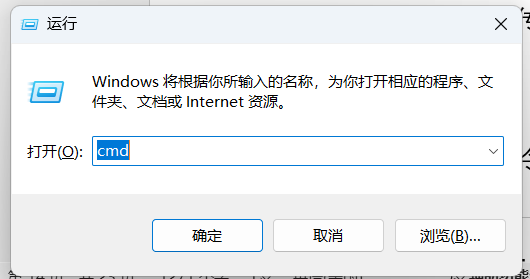 运行
Windows 将根据你所输入的名称，为你打开相应的程序、文
件夹、文档或 Internet 资源。
打开(O): cmd
确定 取消 浏览(B)...